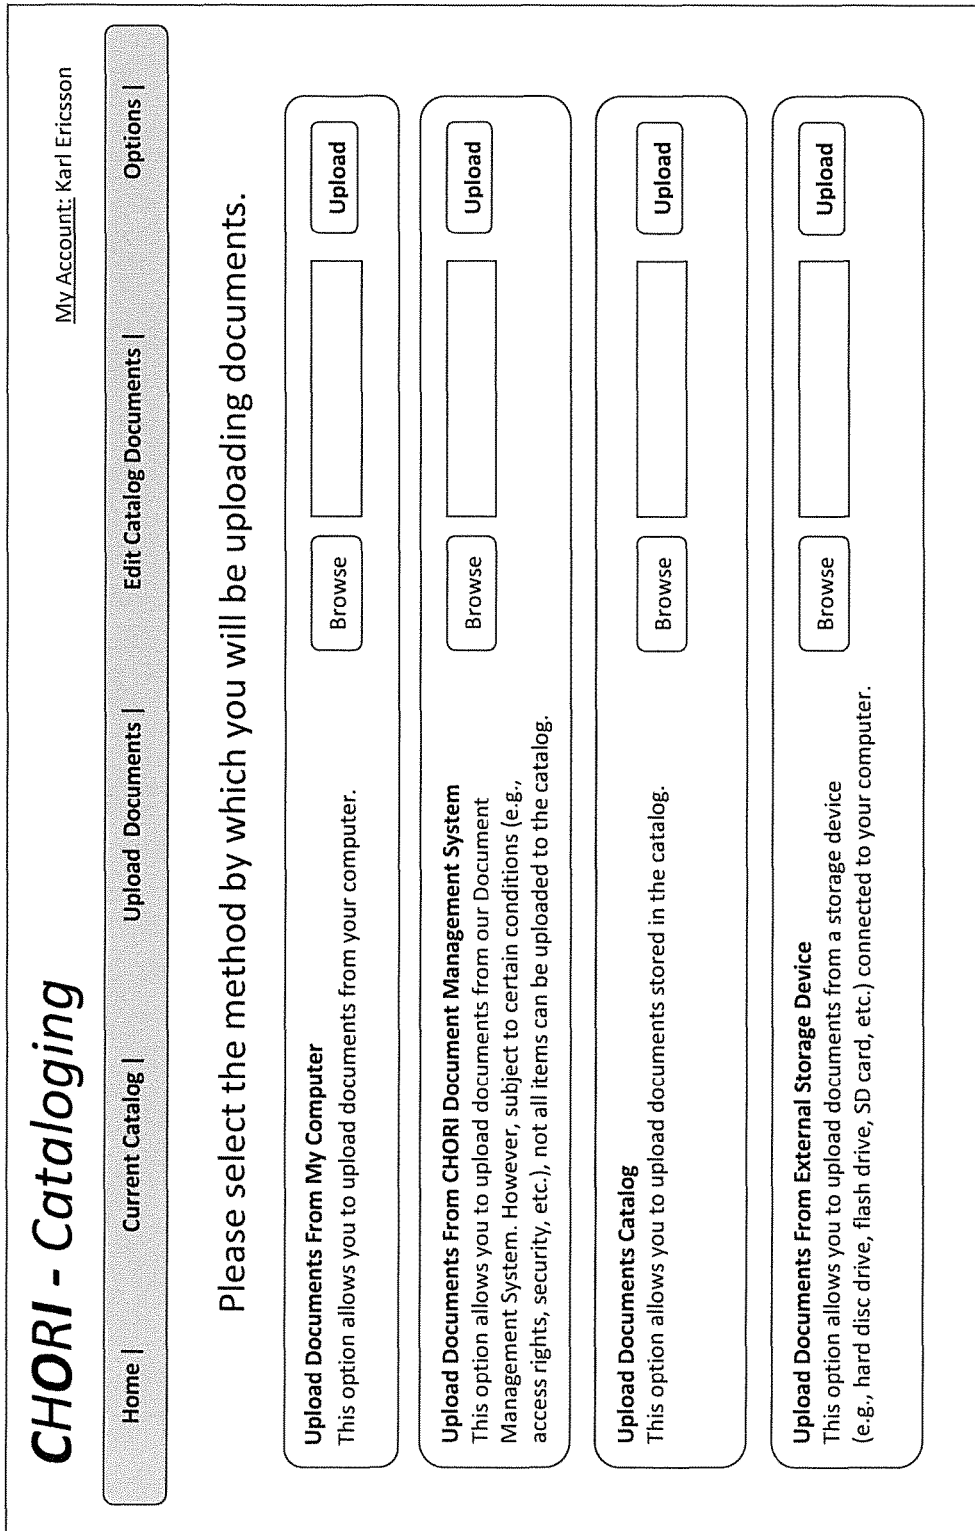 CHORI - Cataloging
My Account: Karl Ericsson
Home | Current Catalog | Upload Documents | Edit Catalog Documents | Options |
Please select the method by which you will be uploading documents.
Upload Documents From My Computer
This option allows you to upload documents from your computer.
Browse
Upload
Upload Documents From CHORI Document Management System
This option allows you to upload documents from our Document
Management System. However, subject to certain conditions (e.g.,
access rights, security, etc.), not all items can be uploaded to the catalog.
Browse
Upload
Upload Documents Catalog
This option allows you to upload documents stored in the catalog.
Browse
Upload
Upload Documents From External Storage Device
This option allows you to upload documents from a storage device
(e.g., hard disc drive, flash drive, SD card, etc.) connected to your computer.
Browse
Upload